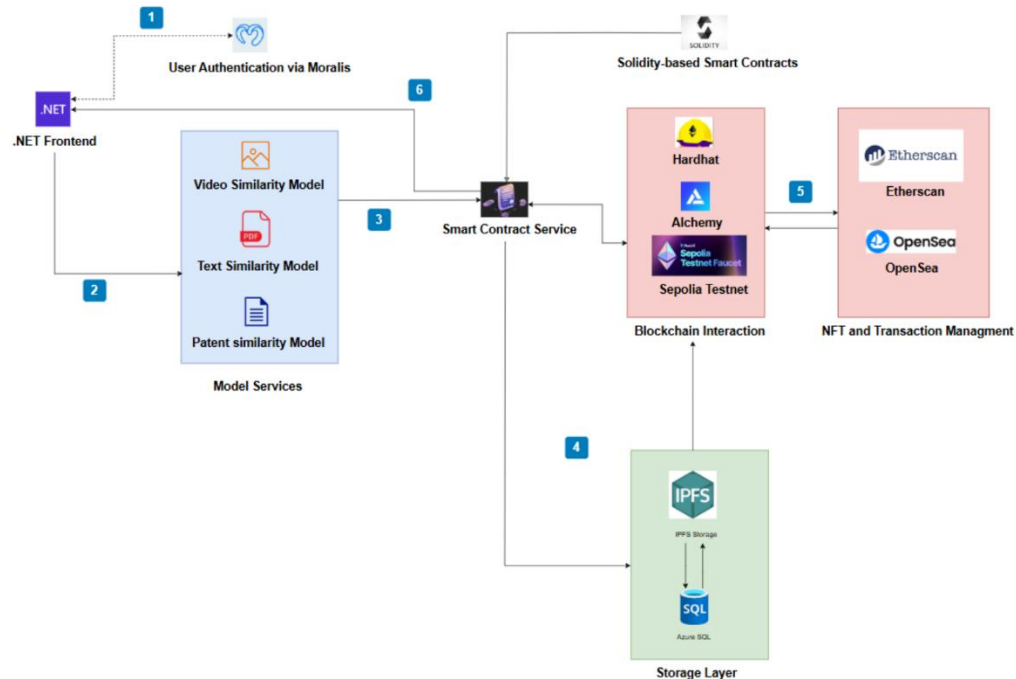 1
User Authentication via Moralis
SOLIDITY
Solidity-based Smart Contracts
6
.NET
.NET Frontend
Video Similarity Model
PDF
Text Similarity Model
Patent similarity Model
Model Services
2
3
Smart Contract Service
Hardhat
Alchemy
Sepolia
Testnet Faucet
Sepolia Testnet
Blockchain Interaction
5
Etherscan
Etherscan
OpenSea
OpenSea
NFT and Transaction Managment
4
IPFS
IPFS Storage
SQL
Azure SQL
Storage Layer